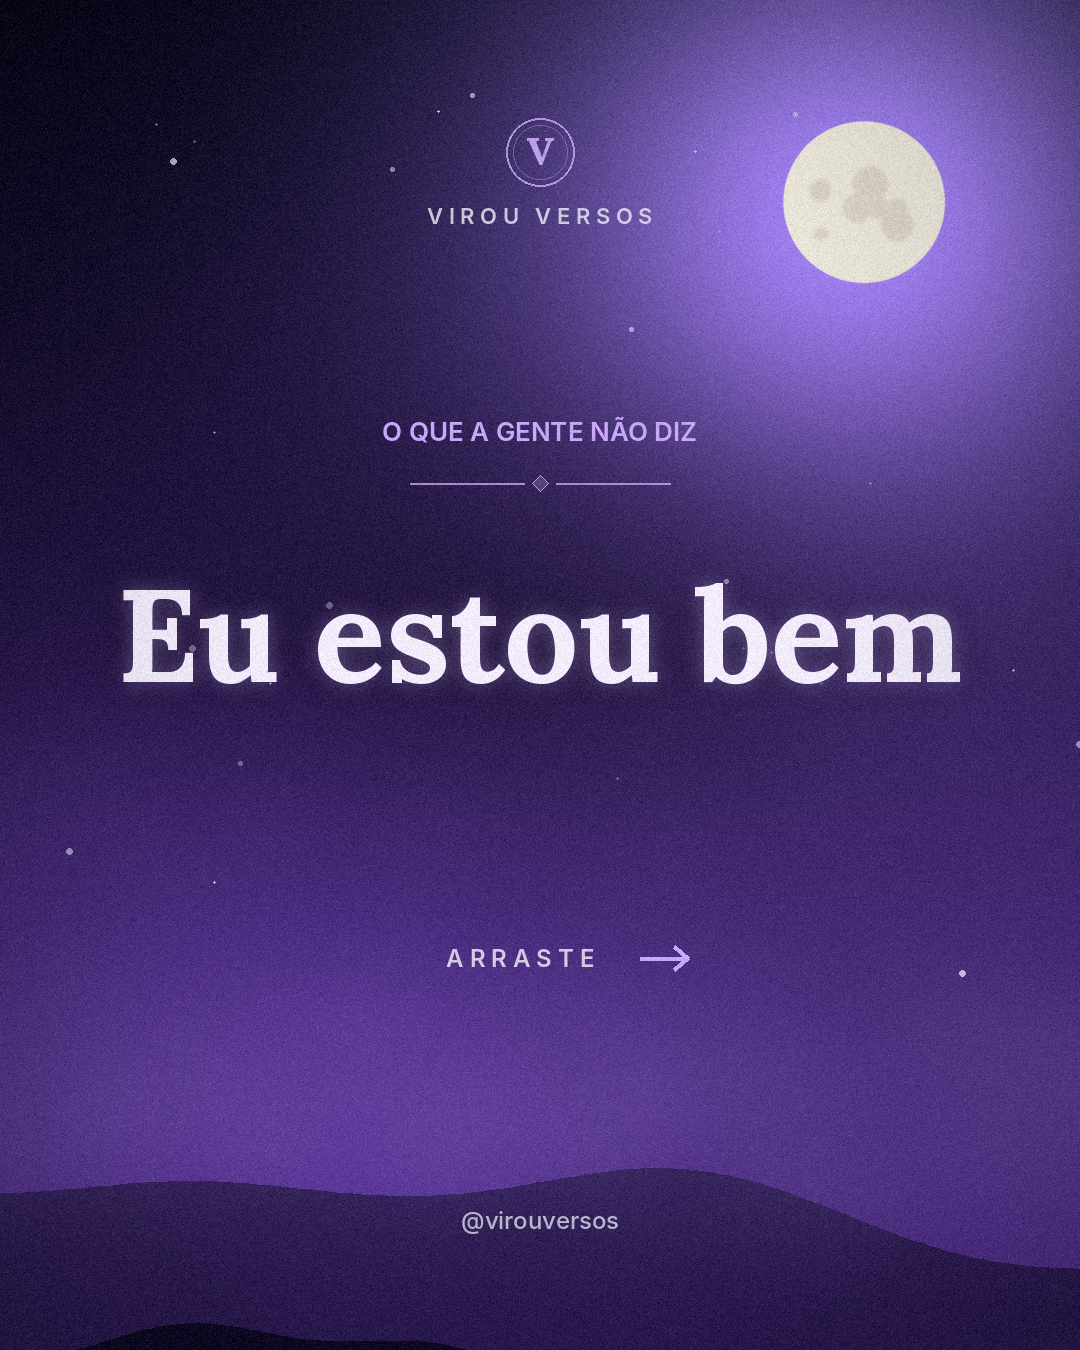 V
VIROU VERSOS
O QUE A GENTE NÃO DIZ
Eu estou bem
ARRASTE
@virouversos